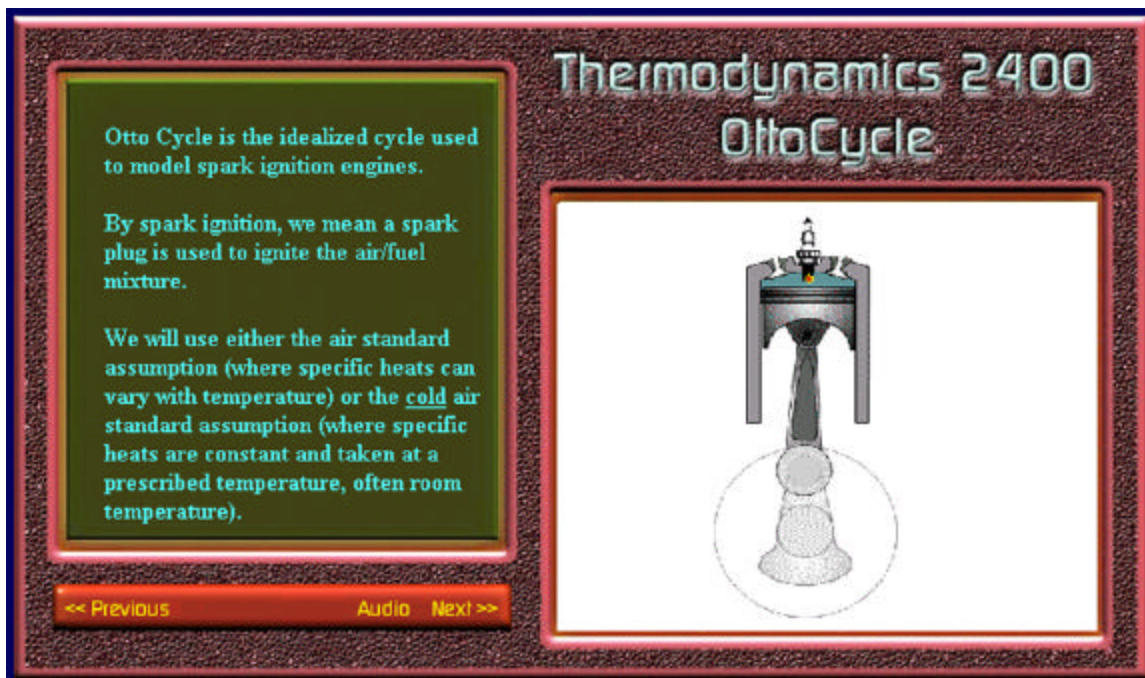 Thermodynamics 2400
OttoCycle
Otto Cycle is the idealized cycle used
to model spark ignition engines.
By spark ignition, we mean a spark
plug is used to ignite the air/fuel
mixture.
We will use either the air standard
assumption (where specific heats can
vary with temperature) or the cold air
standard assumption (where specific
heats are constant and taken at a
prescribed temperature, often room
temperature).
<< Previous
Audio
Next >>